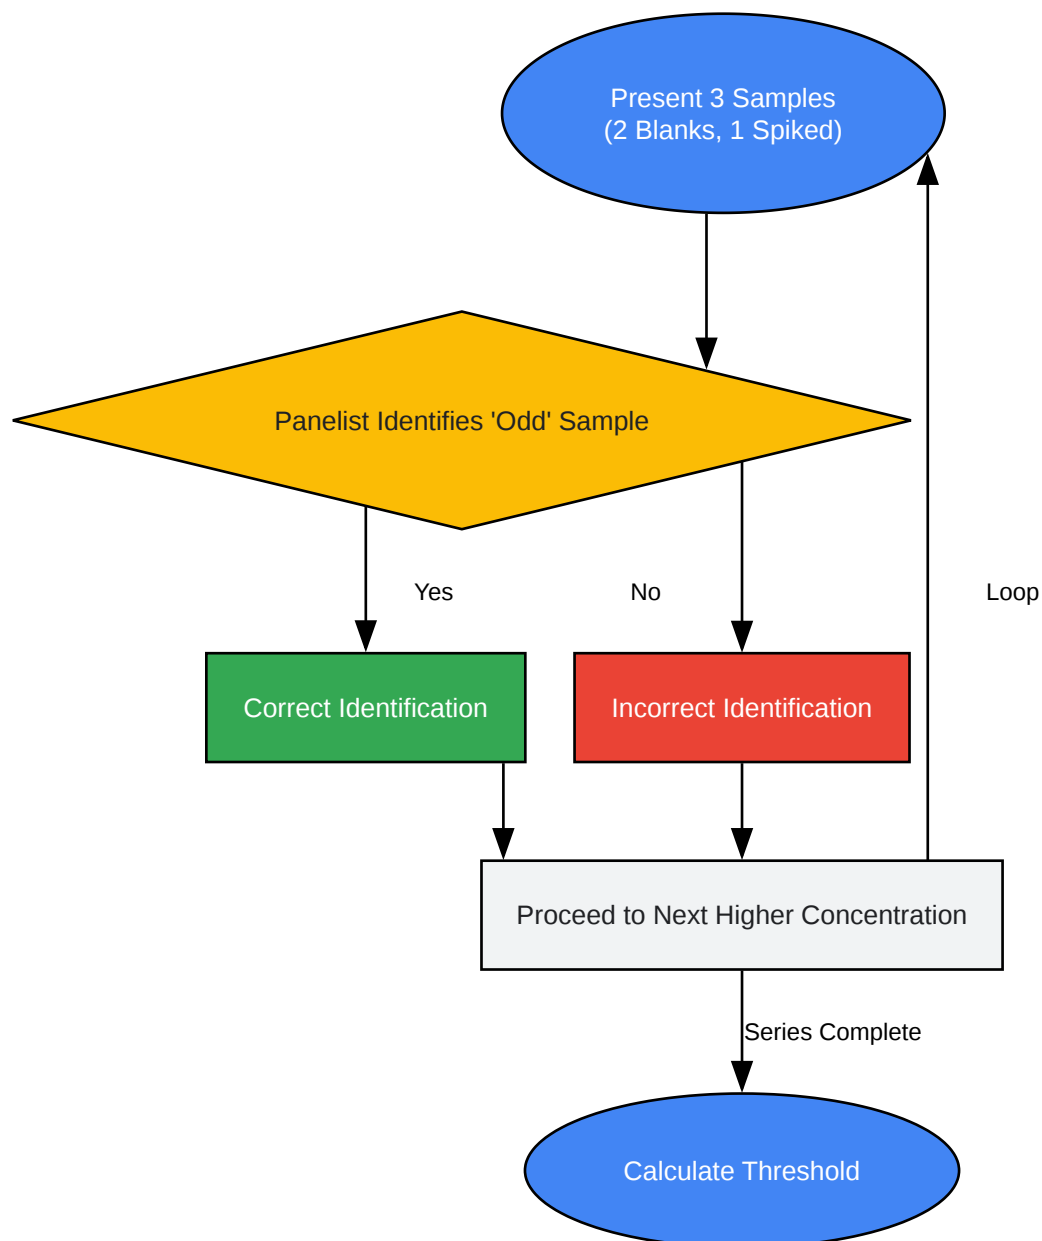 Present 3 Samples
(2 Blanks, 1 Spiked)
Panelist Identifies 'Odd' Sample
Yes
No
Loop
Correct Identification
Incorrect Identification
Proceed to Next Higher Concentration
Series Complete
Calculate Threshold